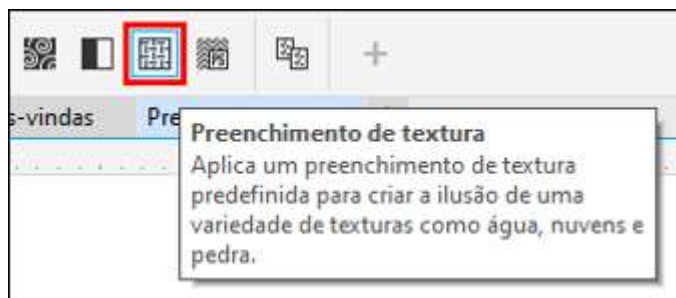 s-vindas Pre
Preenchimento de textura
Aplica um preenchimento de textura
predefinida para criar a ilusão de uma
variedade de texturas como água, nuvens e
pedra.